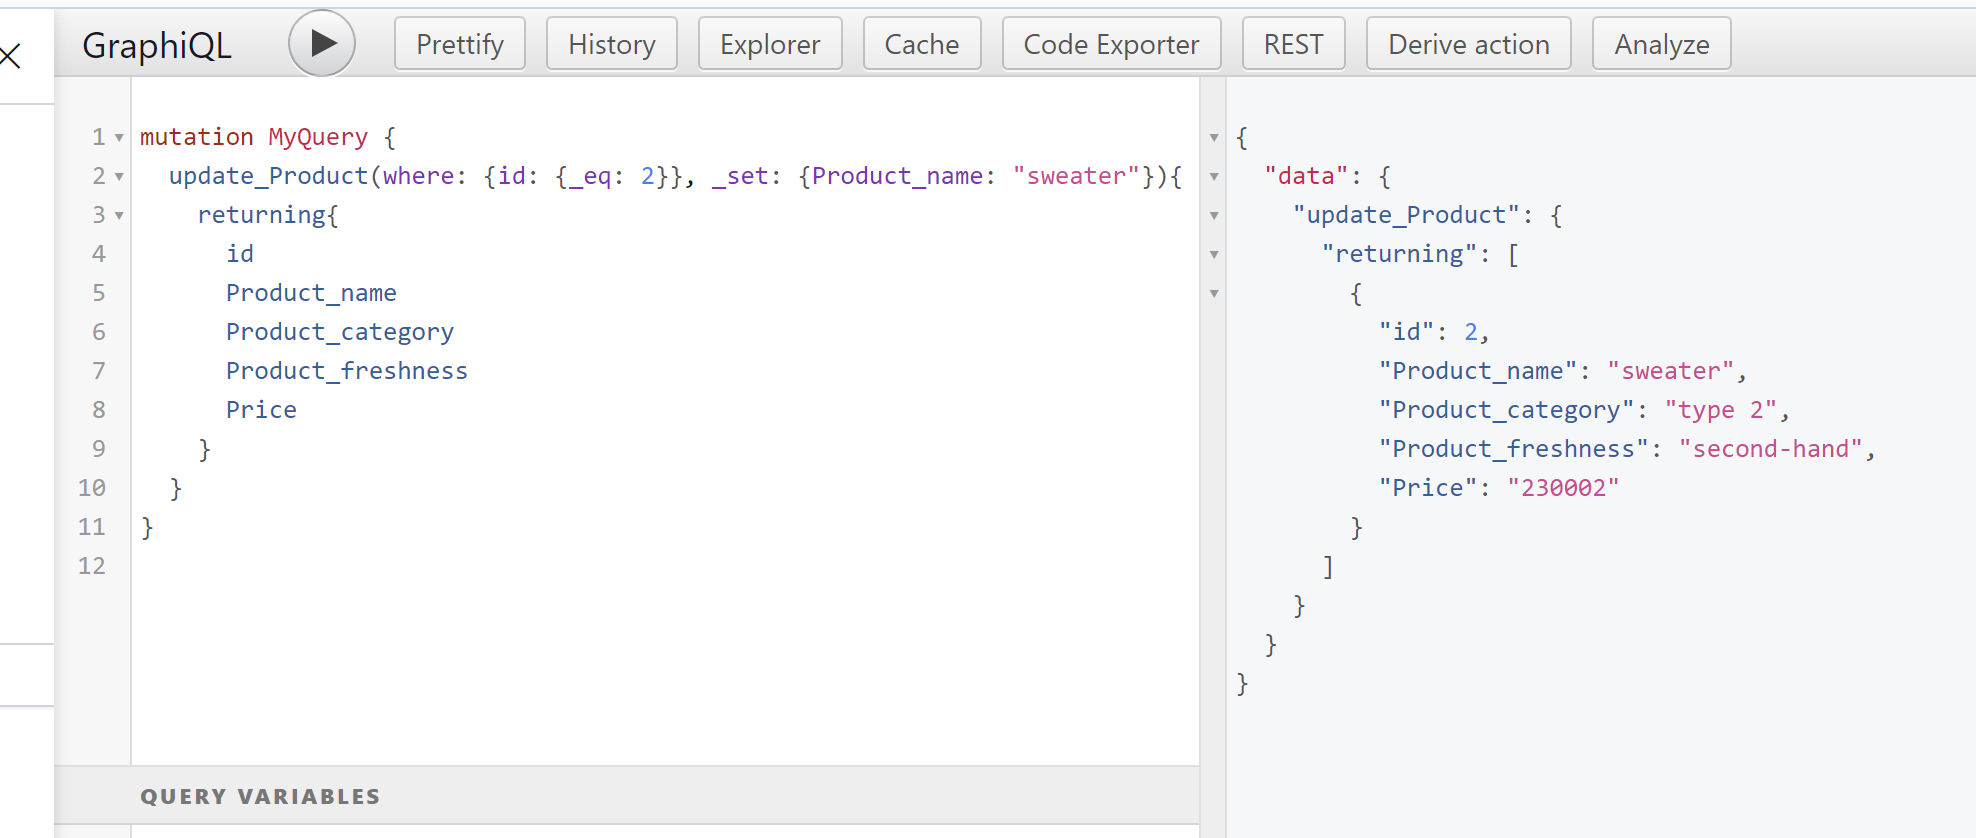 GraphiQL Prettify History Explorer Cache Code Exporter REST Derive action Analyze
1 mutation MyQuery {
2 update_Product(where: {id: {_eq: 2}}, _set: {Product_name: "sweater"}){
3 returning{
4 id
5 Product_name
6 Product_category
7 Product_freshness
8 Price
9 }
10 }
11 }
12
QUERY VARIABLES
{
"data": {
"update_Product": {
"returning": [
{
"id": 2,
"Product_name": "sweater",
"Product_category": "type 2",
"Product_freshness": "second-hand",
"Price": "230002"
}
]
}
}
}